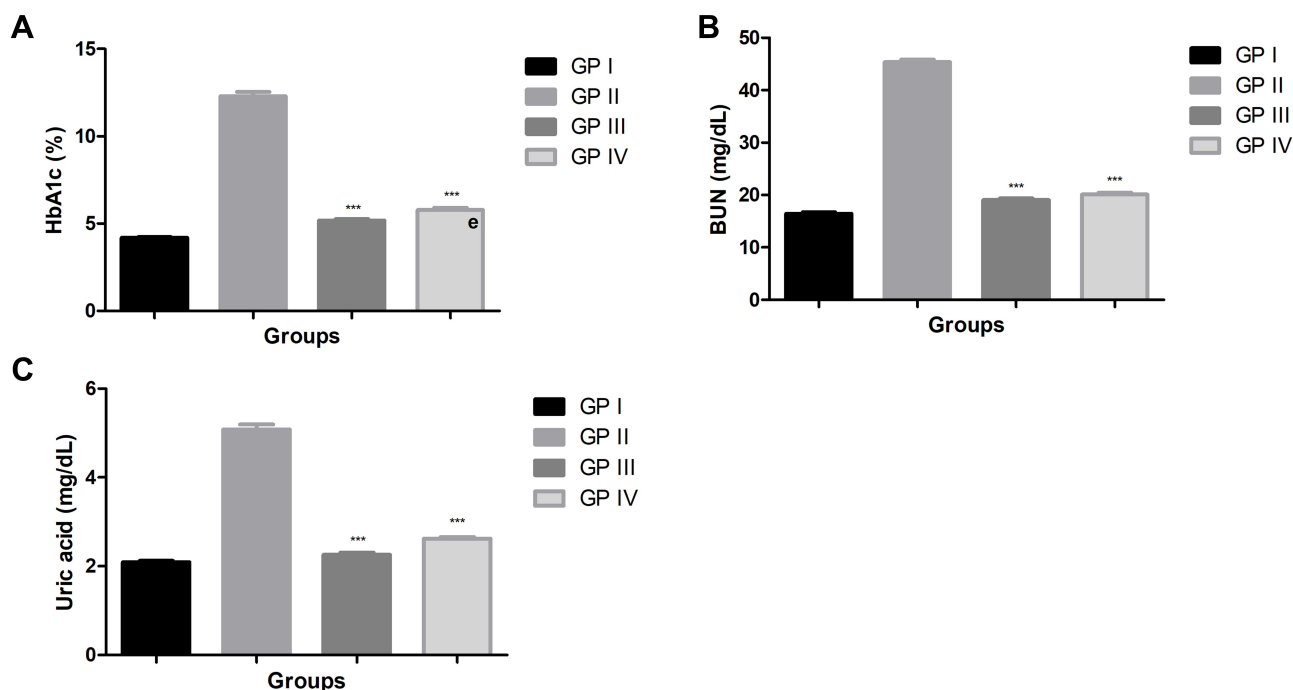 A
HbA1c (%)
15
10
5
0
***
***
e
Groups
GP I
GP II
GP III
GP IV
B
BUN (mg/dL)
50
40
30
20
10
0
***
***
Groups
GP I
GP II
GP III
GP IV
C
Uric acid (mg/dL)
6
4
2
0
***
***
Groups
GP I
GP II
GP III
GP IV